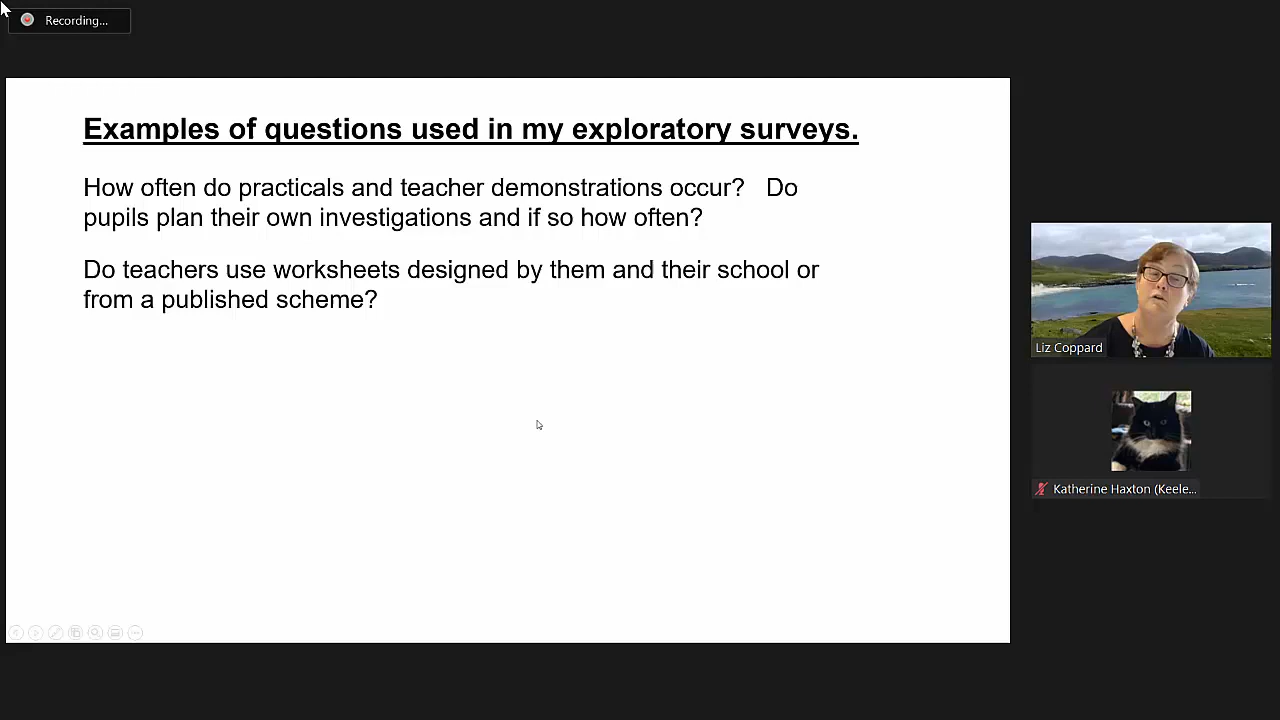 Recording...
Examples of questions used in my exploratory surveys.
How often do practicals and teacher demonstrations occur?   Do
pupils plan their own investigations and if so how often?
Do teachers use worksheets designed by them and their school or
from a published scheme?
Liz Coppard
Katherine Haxton (Keele...